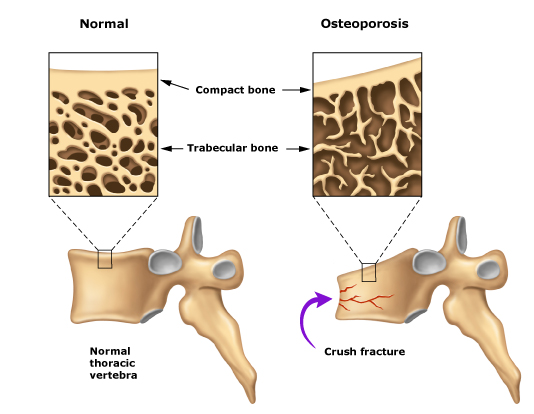 Normal
Osteoporosis
Compact bone
Trabecular bone
Normal
thoracic
vertebra
Crush fracture